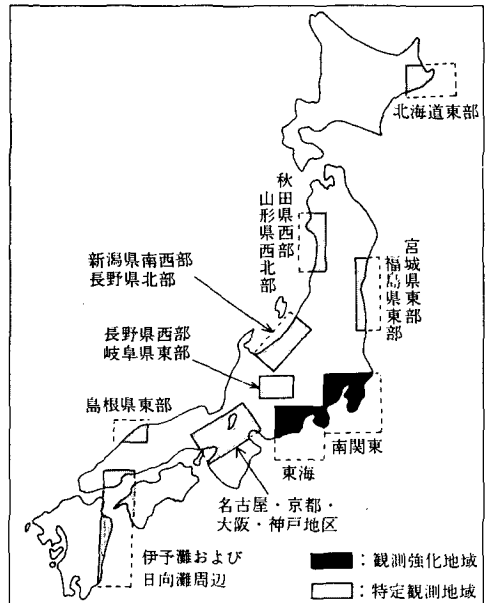 北海道東部
秋田県西部
山形県西北部
宮城県東部
福島県東部
新潟県南西部
長野県北部
長野県西部
岐阜県東部
島根県東部
南関東
東海
名古屋・京都・
大阪・神戸地区
伊予灘および
日向灘周辺
:観測強化地域
:特定観測地域